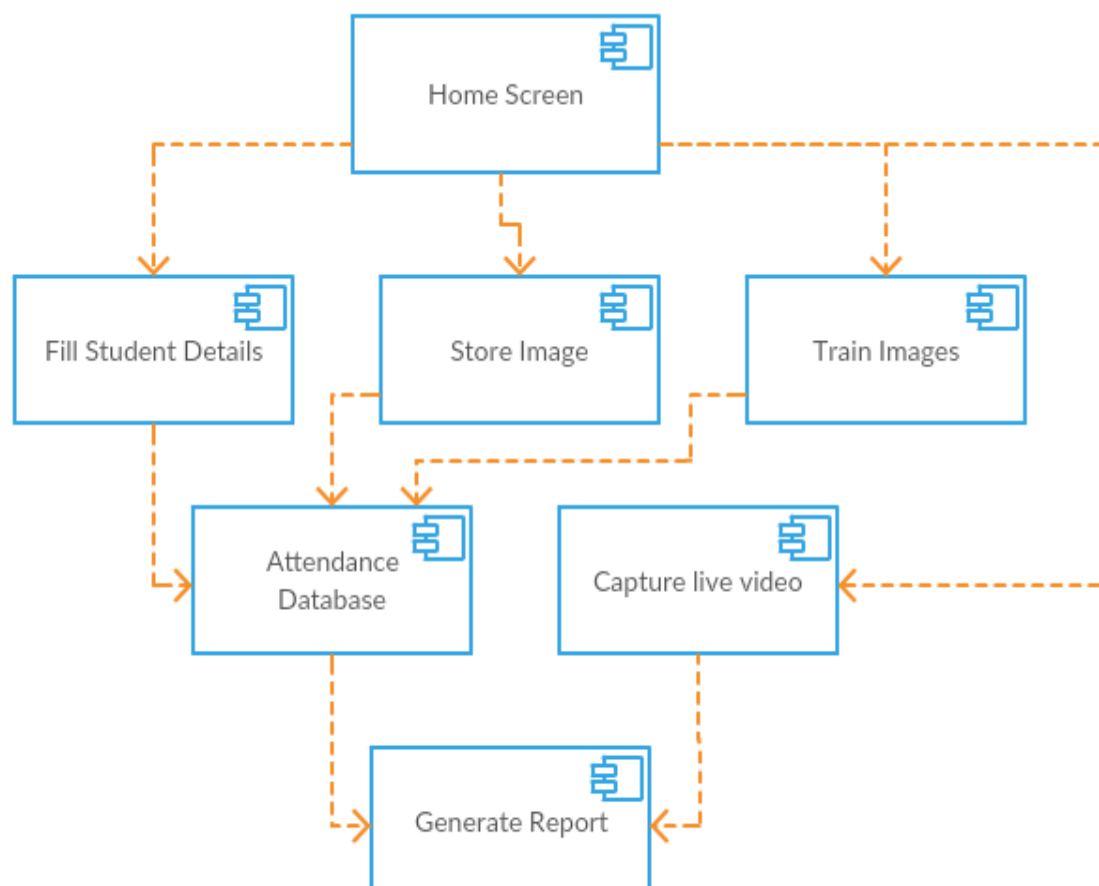 Home Screen
Fill Student Details
Store Image
Train Images
Attendance
Database
Capture live video
Generate Report